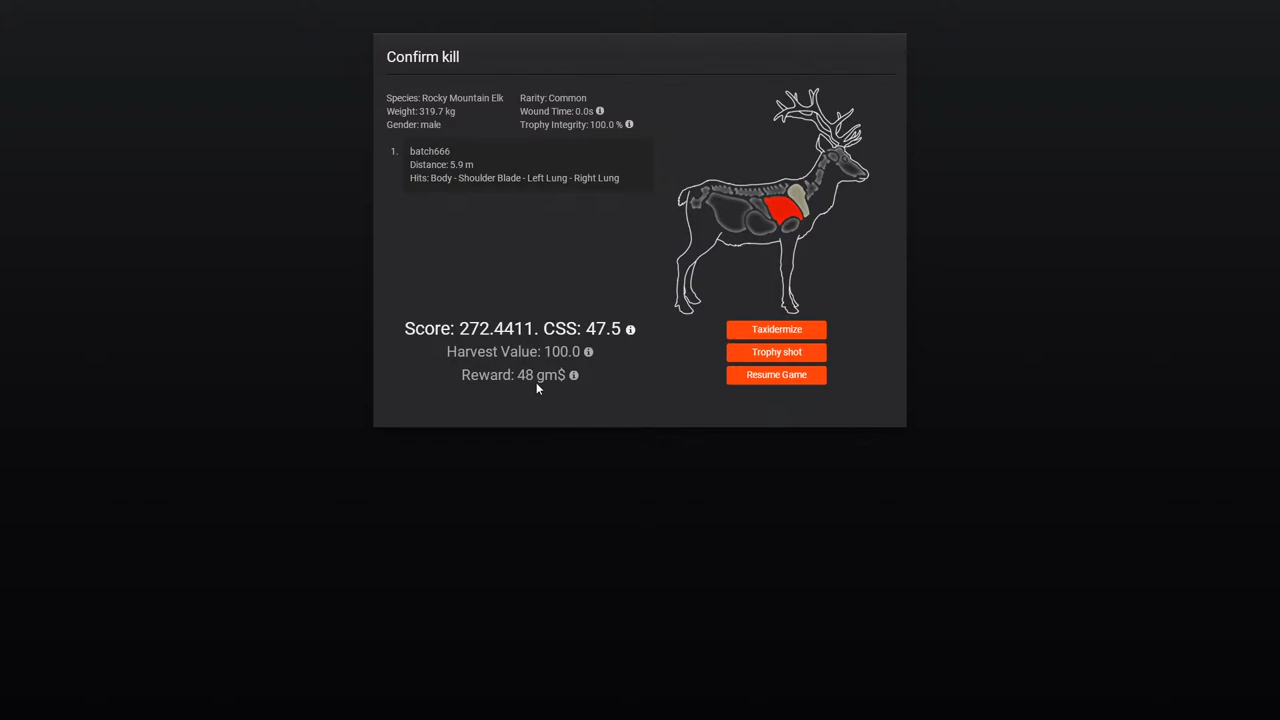 Confirm kill
Species: Rocky Mountain Elk
Weight: 319.7 kg
Gender: male
Rarity: Common
Wound Time: 0.0s
Trophy Integrity: 100.0 %
1.
batch666
Distance: 5.9 m
Hits: Body - Shoulder Blade - Left Lung - Right Lung
Score: 272.4411. CSS: 47.5
Harvest Value: 100.0
Reward: 48 gm$
Taxidermize
Trophy shot
Resume Game